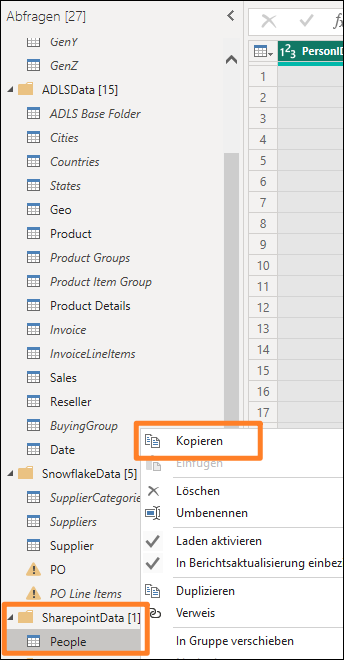 Abfragen [27]
GenY
GenZ
ADLSData [15]
ADLS Base Folder
Cities
Countries
States
Geo
Product
Product Groups
Product Item Group
Product Details
Invoice
InvoiceLineItems
Sales
Reseller
BuyingGroup
Date
SnowflakeData [5]
SupplierCategorie
Suppliers
Supplier
PO
PO Line Items
SharepointData [1]
People
Kopieren
Einfügen
Löschen
Umbenennen
Laden aktivieren
In Berichtsaktualisierung einbez
Duplizieren
Verweis
In Gruppe verschieben
fx
1²3 PersonID
1
2
3
4
5
6
7
8
9
10
11
12
13
14
15
16
17